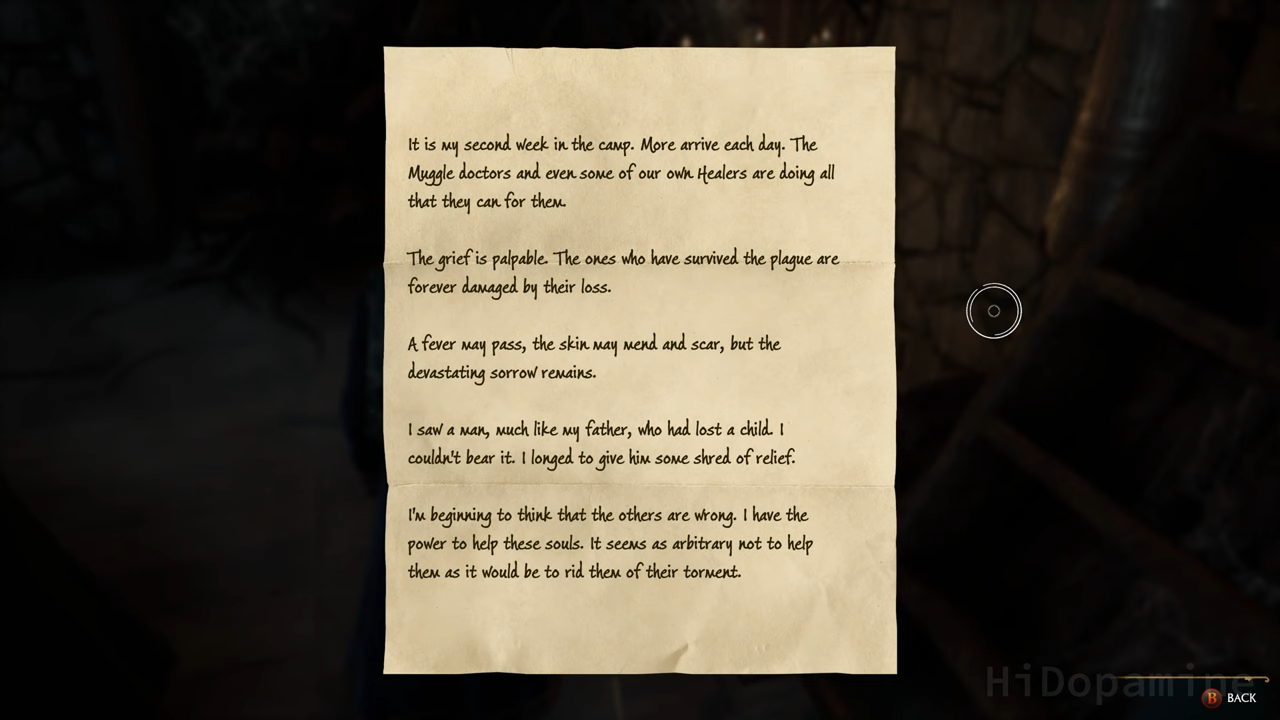 It is my second week in the camp. More arrive each day. The
Muggle doctors and even some of our own Healers are doing all
that they can for them.
The grief is palpable. The ones who have survived the plague are
forever damaged by their loss.
A fever may pass, the skin may mend and scar, but the
devastating sorrow remains.
I saw a man, much like my father, who had lost a child. I
couldn't bear it. I longed to give him some shred of relief.
I'm beginning to think that the others are wrong. I have the
power to help these souls. It seems as arbitrary not to help
them as it would be to rid them of their torment.
HiDopamine
B BACK